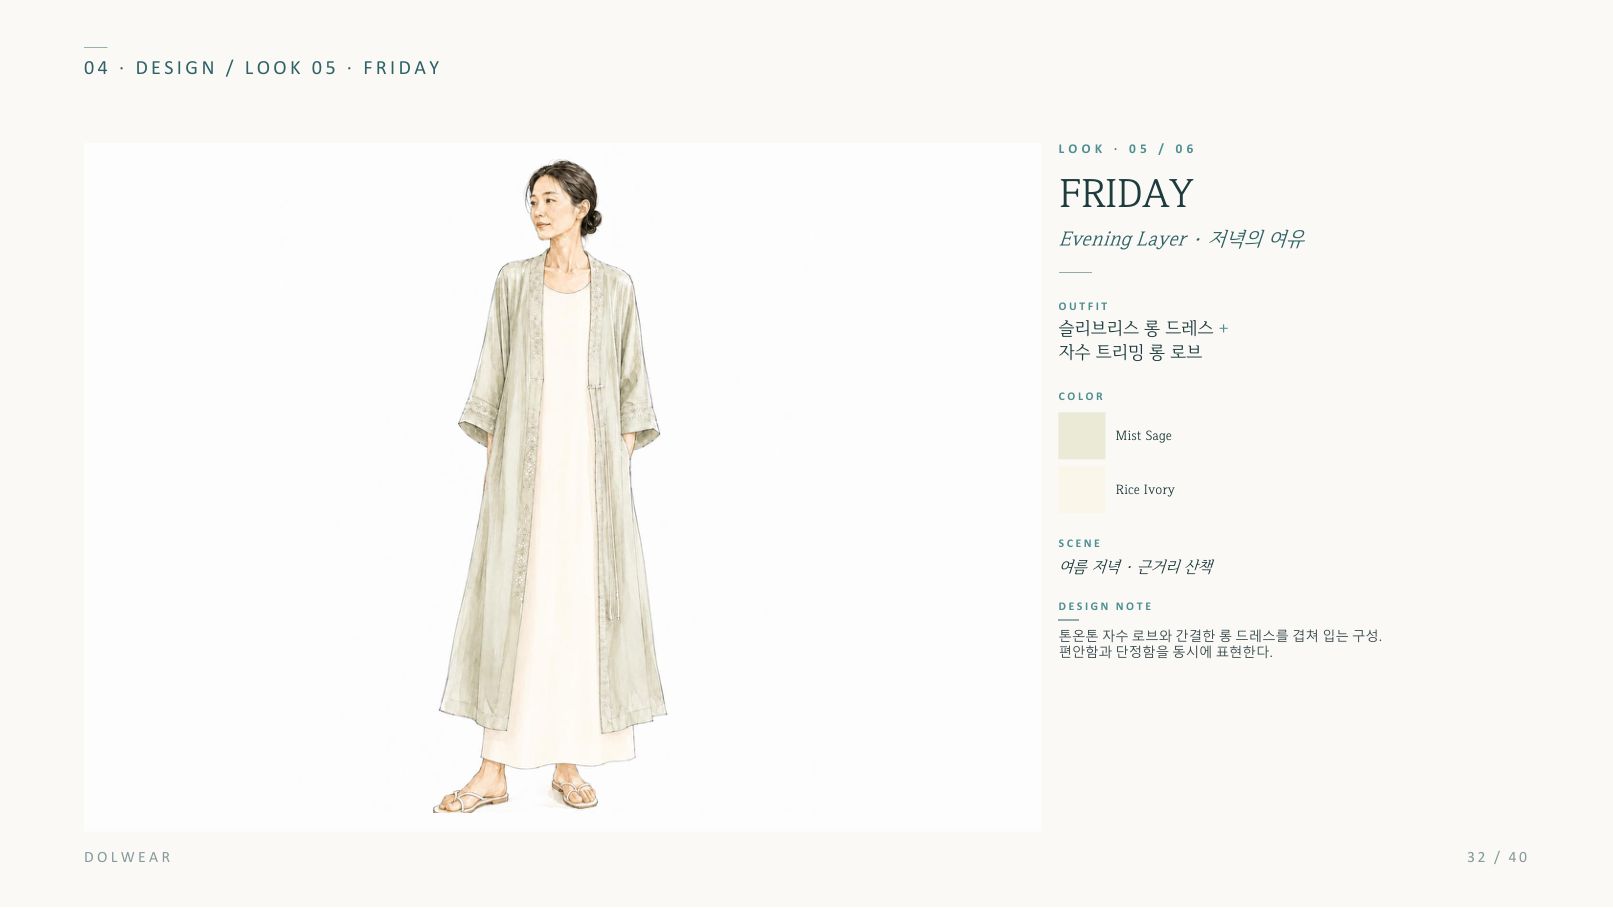 04 · DESIGN / LOOK 05 · FRIDAY
LOOK · 05 / 06
FRIDAY
Evening Layer · 저녁의 여유
OUTFIT
슬리브리스 롱 드레스 +
자수 트리밍 롱 로브
COLOR
Mist Sage
Rice Ivory
SCENE
여름 저녁 · 근거리 산책
DESIGN NOTE
톤온톤 자수 로브와 간결한 롱 드레스를 겹쳐 입는 구성.
편안함과 단정함을 동시에 표현한다.
DOLWEAR
32 / 40